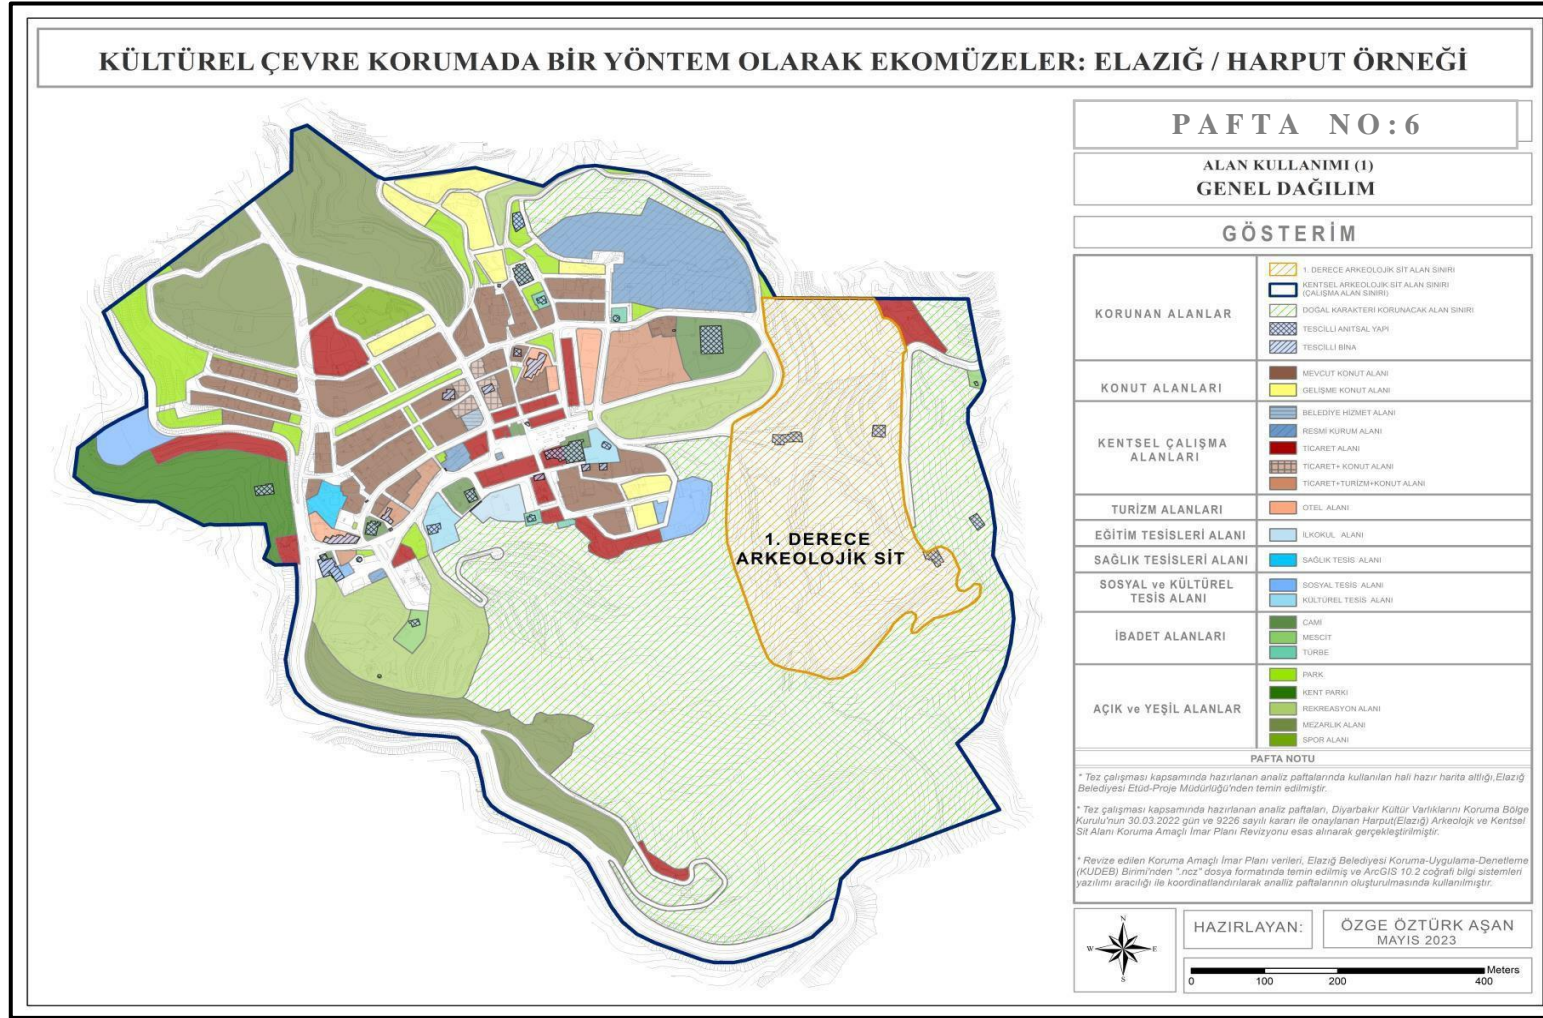 KÜLTÜREL ÇEVRE KORUMADA BİR YÖNTEM OLARAK EKOMÜZELER: ELAZIĞ / HARPUT ÖRNEĞİ
PAFTA NO:6
ALAN KULLANIMI (1)
GENEL DAĞILIM
GÖSTERİM
KORUNAN ALANLAR
1. DERECE ARKEOLOJİK SİT ALAN SINIRI
KENTSEL ARKEOLOJİK SİT ALAN SINIRI
(ÇALIŞMA ALAN SINIRI)
DOĞAL KARAKTERİ KORUNACAK ALAN SINIRI
TESCİLLİ ANITSAL YAPI
TESCİLLİ BİNA
KONUT ALANLARI
MEVCUT KONUT ALANI
GELİŞME KONUT ALANI
KENTSEL ÇALIŞMA
ALANLARI
BELEDİYE HİZMET ALANI
RESMİ KURUM ALANI
TİCARET ALANI
TİCARET+ KONUT ALANI
TİCARET+TURİZM+KONUT ALANI
TURİZM ALANLARI
OTEL ALANI
EĞİTİM TESİSLERİ ALANI
İLKOKUL ALANI
SAĞLIK TESİSLERİ ALANI
SAĞLIK TESİS ALANI
SOSYAL ve KÜLTÜREL
TESİS ALANI
SOSYAL TESİS ALANI
KÜLTÜREL TESİS ALANI
İBADET ALANLARI
CAMİ
MESCİT
TÜRBE
AÇIK ve YEŞİL ALANLAR
PARK
KENT PARKI
REKREASYON ALANI
MEZARLIK ALANI
SPOR ALANI
PAFTA NOTU
* Tez çalışması kapsamında hazırlanan analiz paftalarında kullanılan hali hazır harita altlığı,Elazığ
Belediyesi Etüd-Proje Müdürlüğü'nden temin edilmiştir.
* Tez çalışması kapsamında hazırlanan analiz paftaları, Diyarbakır Kültür Varlıklarını Koruma Bölge
Kurulu'nun 30.03.2022 gün ve 9226 sayılı kararı ile onaylanan Harput(Elazığ) Arkeolojk ve Kentsel
Sit Alanı Koruma Amaçlı İmar Planı Revizyonu esas alınarak gerçekleştirilmiştir.
* Revize edilen Koruma Amaçlı İmar Planı verileri, Elazığ Belediyesi Koruma-Uygulama-Denetleme
(KUDEB) Birimi'nden ".ncz" dosya formatında temin edilmiş ve ArcGIS 10.2 coğrafi bilgi sistemleri
yazılımı aracılığı ile koordinatlandırılarak analliz paftalarının oluşturulmasında kullanılmıştır.
1. DERECE
ARKEOLOJİK SİT
N
W E
S
HAZIRLAYAN:
ÖZGE ÖZTÜRK AŞAN
MAYIS 2023
Meters
0 100 200 400